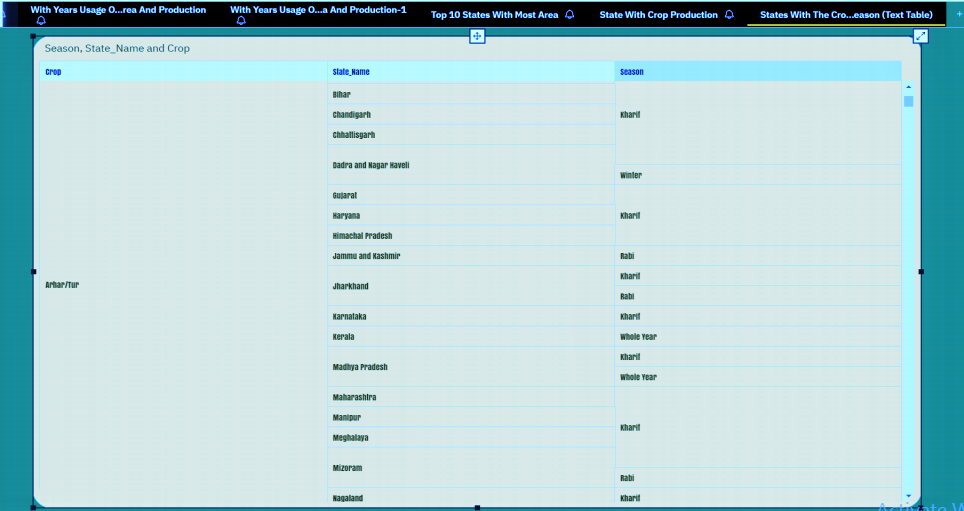 With Years Usage O...rea And Production
With Years Usage O...a And Production-1
Top 10 States With Most Area
State With Crop Production
States With The Cro...eason (Text Table)
Season, State_Name and Crop
Crop State_Name Season
Bihar
Chandigarh Kharif
Chhattisgarh
Dadra and Nagar Haveli
Winter
Gujarat
Haryana Kharif
Himachal Pradesh
Jammu and Kashmir Rabi
Kharif
Arhar/Tur Jharkhand
Rabi
Karnataka Kharif
Kerala Whole Year
Kharif
Madhya Pradesh
Whole Year
Maharashtra
Manipur
Kharif
Meghalaya
Mizoram
Rabi
Nagaland Kharif
Activate W